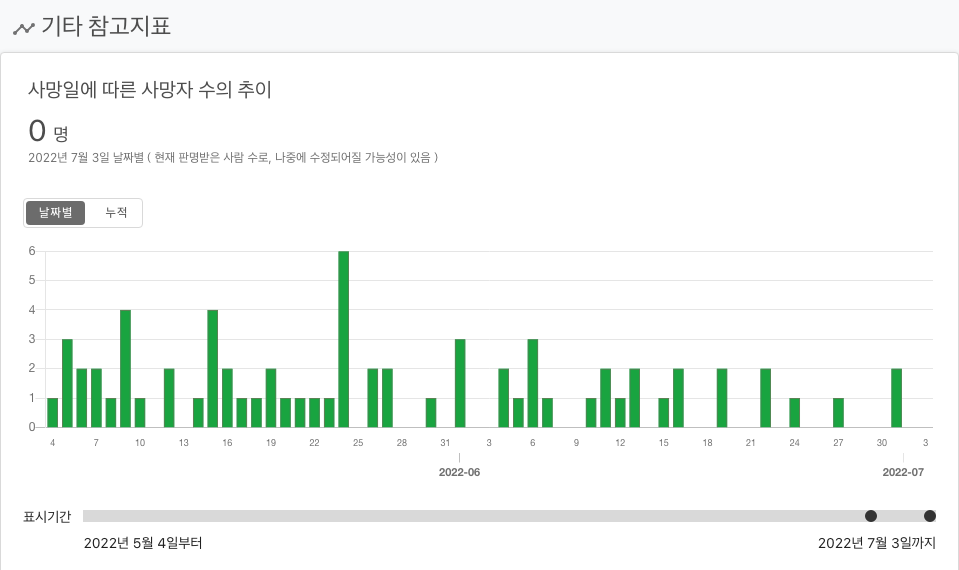 기타 참고지표
사망일에 따른 사망자 수의 추이
0 명
2022년 7월 3일 날짜별 ( 현재 판명받은 사람 수로, 나중에 수정되어질 가능성이 있음 )
날짜별 누적
6
5
4
3
2
1
0
4 7 10 13 16 19 22 25 28 31 3 6 9 12 15 18 21 24 27 30 3
2022-06 2022-07
표시기간
2022년 5월 4일부터 2022년 7월 3일까지